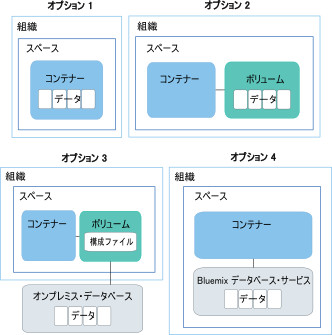 オプション 1
組織
スペース
コンテナー
データ
オプション 2
組織
スペース
コンテナー
ボリューム
データ
オプション 3
組織
スペース
コンテナー
ボリューム
構成ファイル
オンプレミス・データベース
データ
オプション 4
組織
スペース
コンテナー
Bluemix データベース・サービス
データ